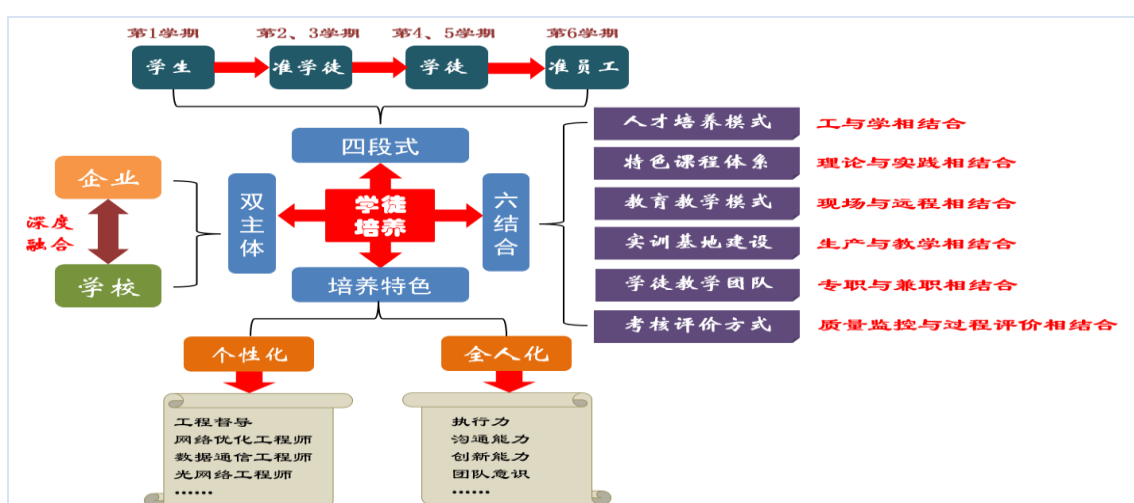 第1学期
第2、3学期
第4、5学期
第6学期
学生
准学徒
学徒
准员工
四段式
企业
深度
融合
学校
双
主
体
学徒
培养
六
结
合
培养特色
人才培养模式
工与学相结合
特色课程体系
理论与实践相结合
教育教学模式
现场与远程相结合
实训基地建设
生产与教学相结合
学徒教学团队
专职与兼职相结合
考核评价方式
质量监控与过程评价相结合
个性化
全人化
工程督导
网络优化工程师
数据通信工程师
光网络工程师
……
执行力
沟通能力
创新能力
团队意识
……